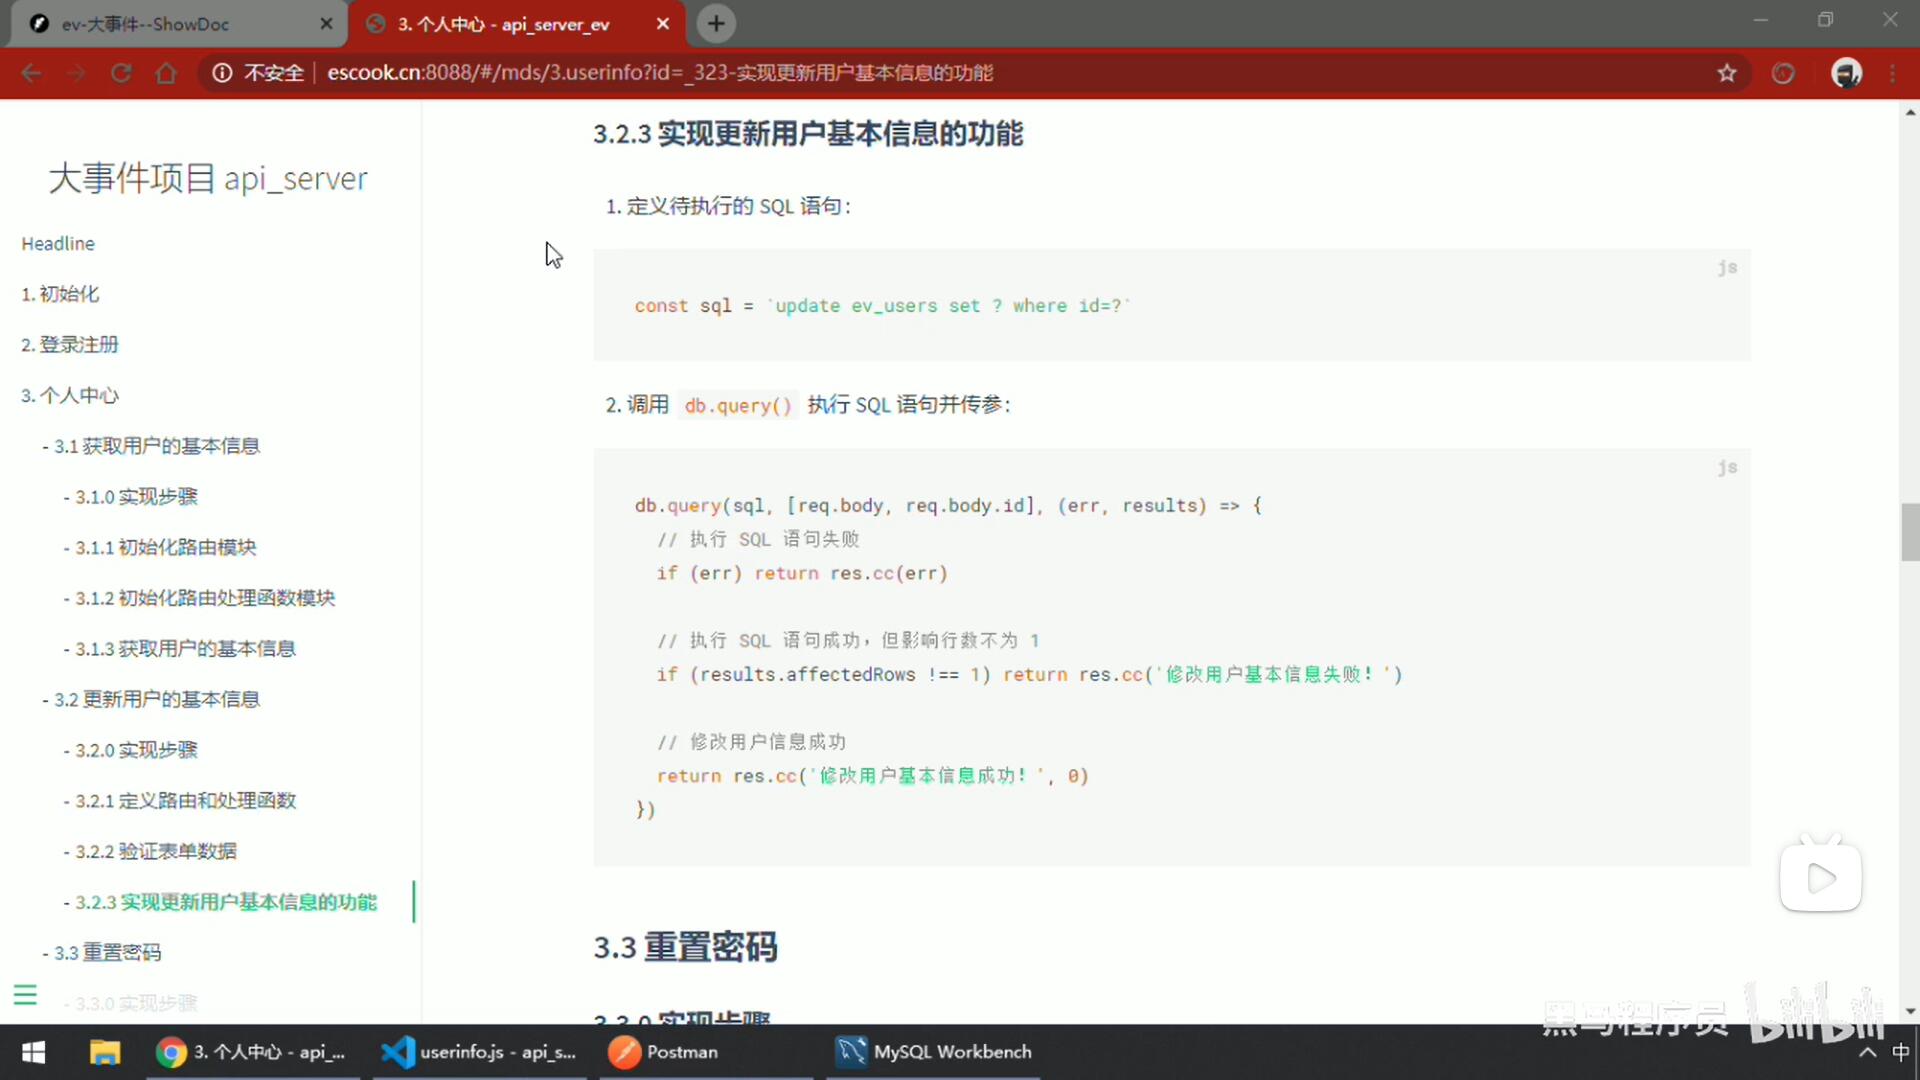 ev-大事件--ShowDoc
3. 个人中心 - api_server_ev
不安全
escook.cn:8088/#/mds/3.userinfo?id=_323-实现更新用户基本信息的功能
大事件项目 api_server
Headline
1. 初始化
2. 登录注册
3. 个人中心
- 3.1 获取用户的基本信息
- 3.1.0 实现步骤
- 3.1.1 初始化路由模块
- 3.1.2 初始化路由处理函数模块
- 3.1.3 获取用户的基本信息
- 3.2 更新用户的基本信息
- 3.2.0 实现步骤
- 3.2.1 定义路由和处理函数
- 3.2.2 验证表单数据
- 3.2.3 实现更新用户基本信息的功能
- 3.3 重置密码
- 3.3.0 实现步骤
3.2.3 实现更新用户基本信息的功能
1. 定义待执行的 SQL 语句：
js
const sql = `update ev_users set ? where id=?`
2. 调用 db.query() 执行 SQL 语句并传参：
js
db.query(sql, [req.body, req.body.id], (err, results) => {
// 执行 SQL 语句失败
if (err) return res.cc(err)
// 执行 SQL 语句成功，但影响行数不为 1
if (results.affectedRows !== 1) return res.cc('修改用户基本信息失败！')
// 修改用户信息成功
return res.cc('修改用户基本信息成功！', 0)
})
3.3 重置密码
3.3.0 实现步骤
黑马程序员 bilibili
3. 个人中心 - api_...
userinfo.js - api_s...
Postman
MySQL Workbench
中